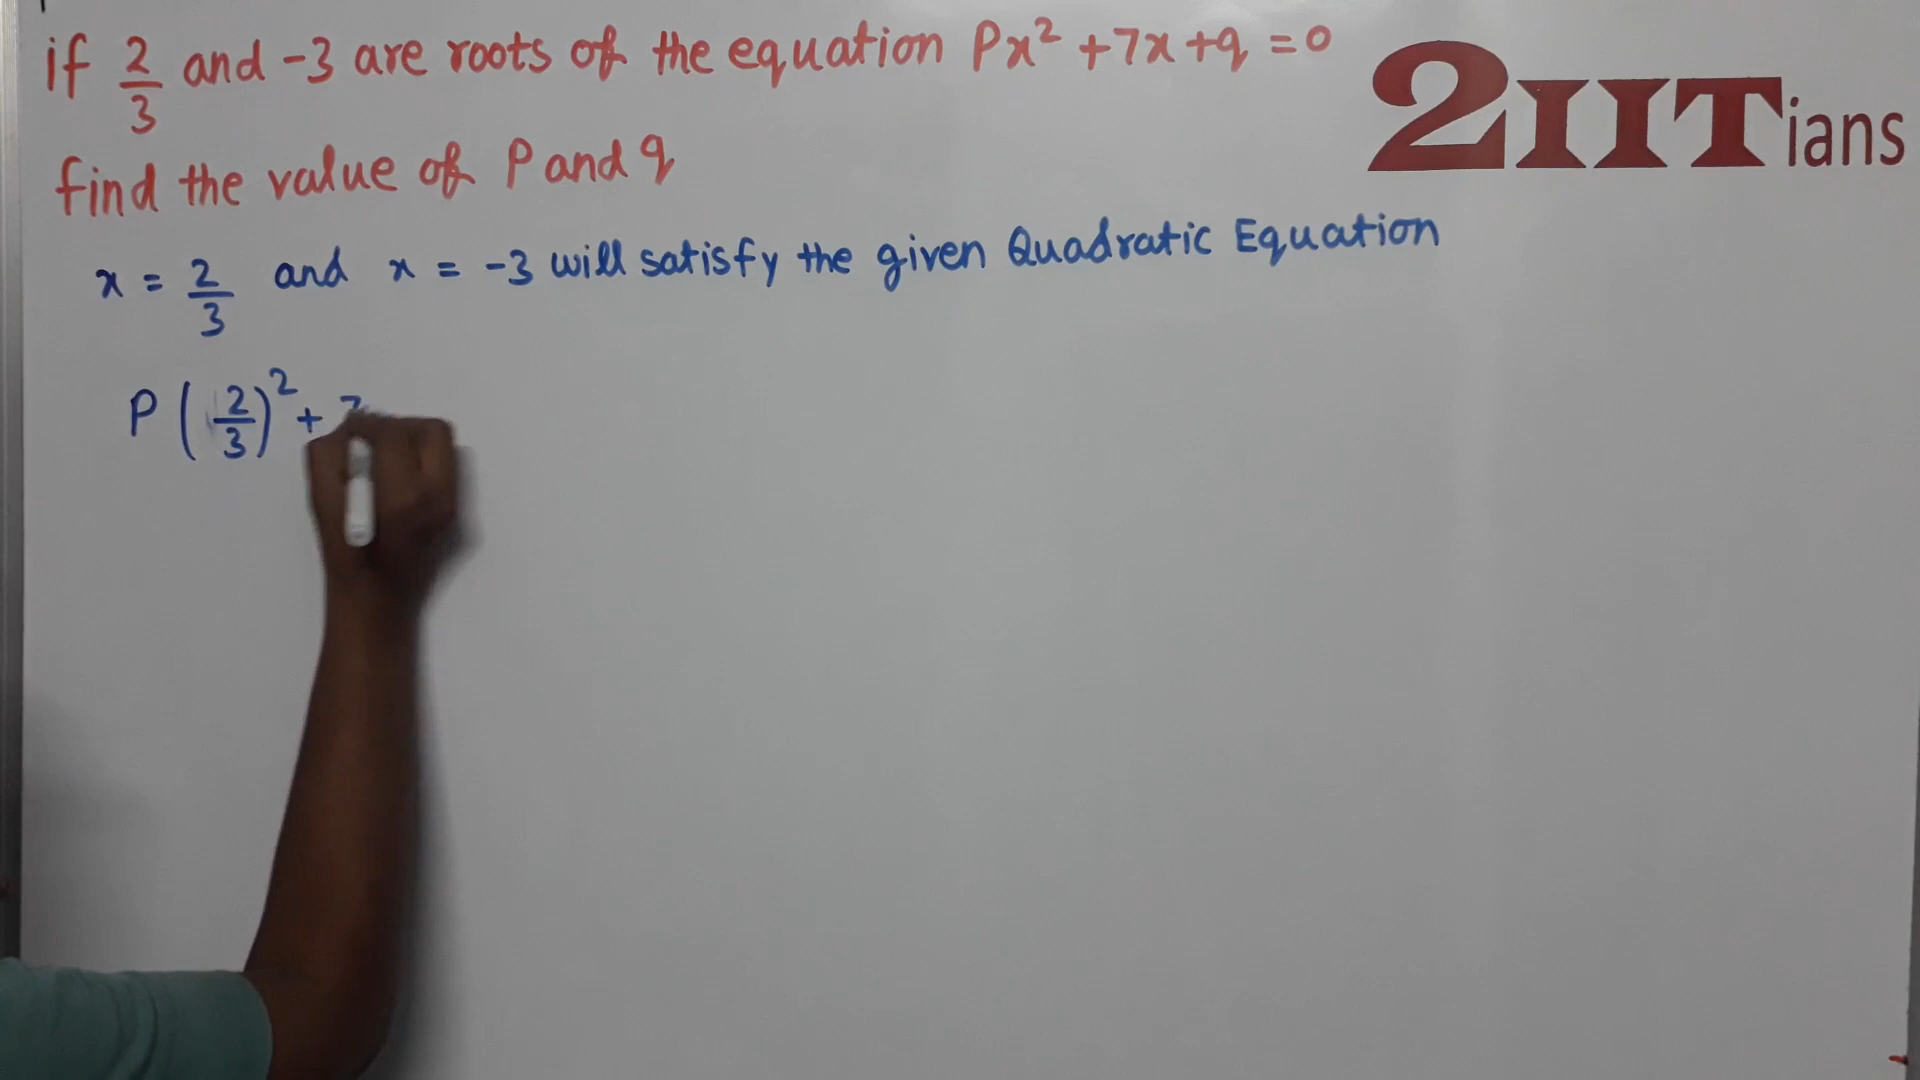 if 2/3 and -3 are roots of the equation Px² +7x+q =0
2IITians
find the value of P and q
x = 2/3 and x = -3 will satisfy the given Quadratic Equation
P (2/3)² + 7